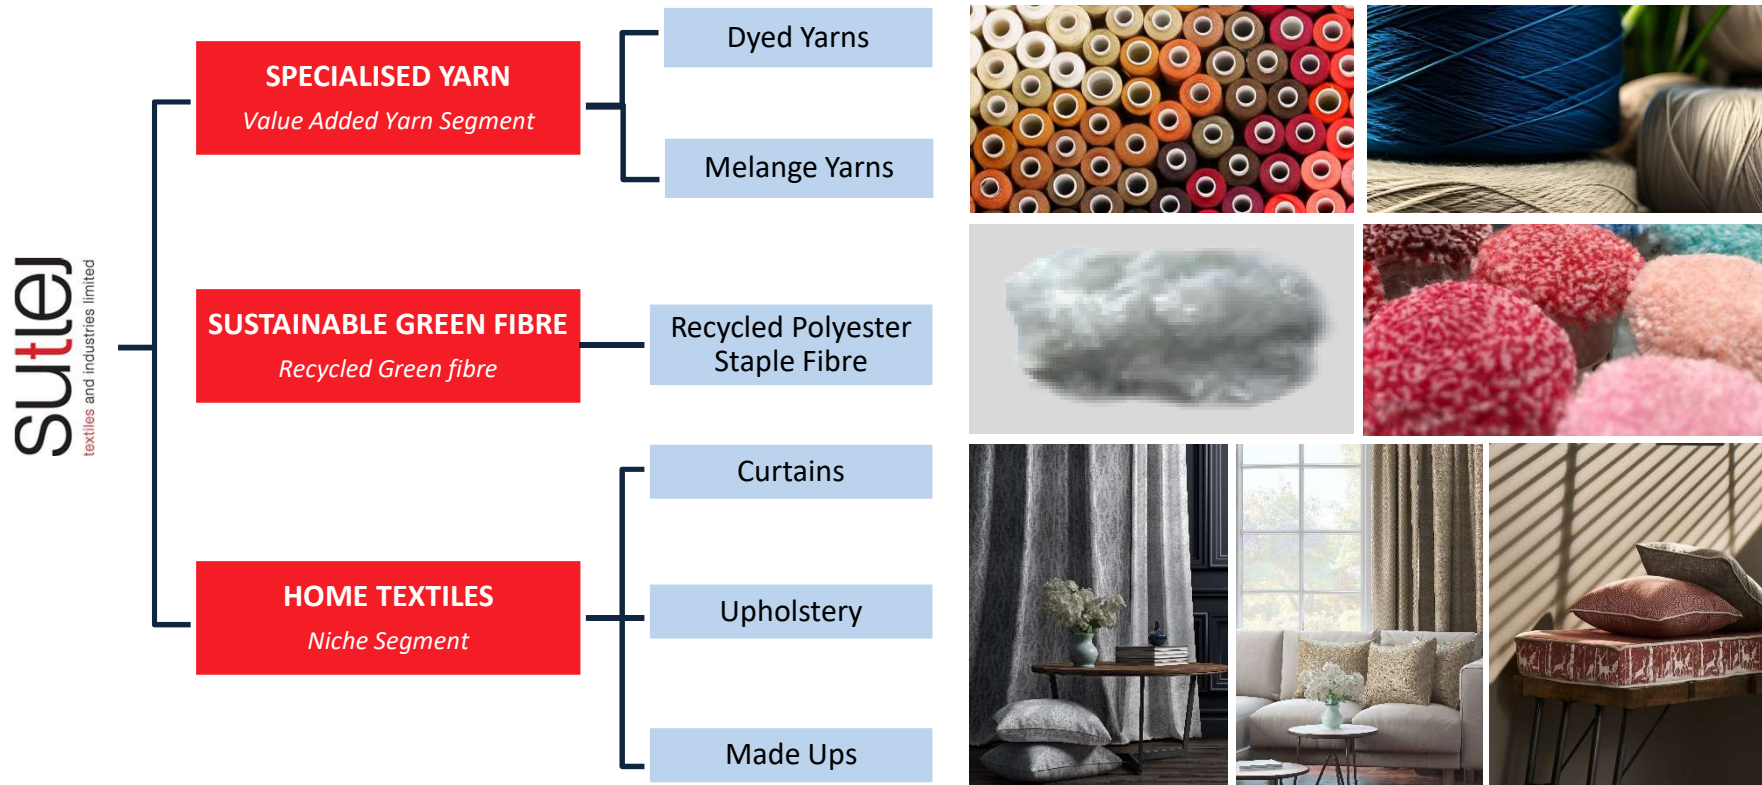 sutlej
textiles and industries limited
SPECIALISED YARN
Value Added Yarn Segment
Dyed Yarns
Melange Yarns
SUSTAINABLE GREEN FIBRE
Recycled Green fibre
Recycled Polyester
Staple Fibre
HOME TEXTILES
Niche Segment
Curtains
Upholstery
Made Ups